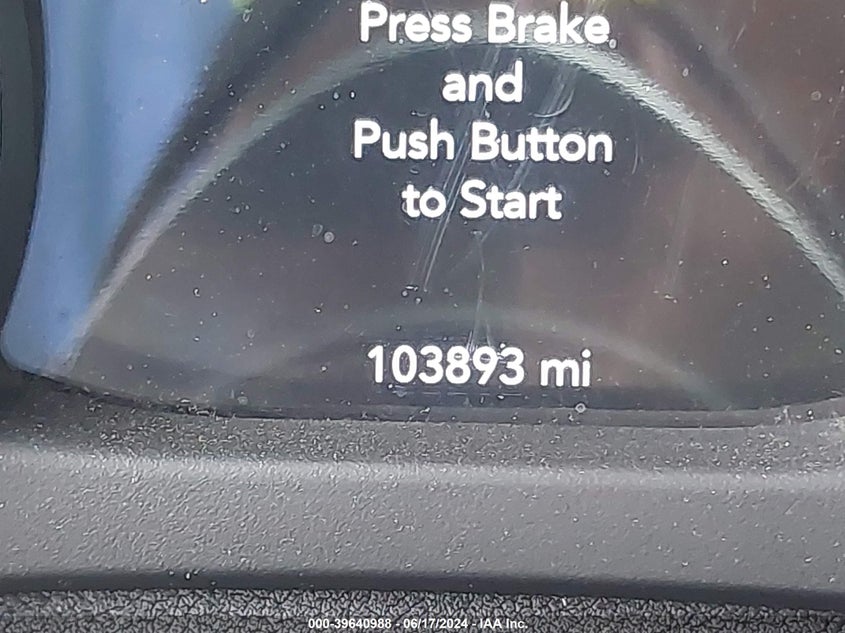 Press Brake
and
Push Button
to Start
103893 mi
000-39640988 - 06/17/2024 - IAA Inc.